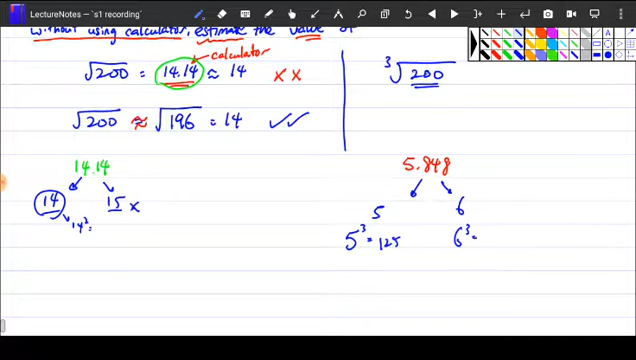 LectureNotes - `s1 recording`
without using calculator, estimate the value of
calculator
√200 = 14.14 ≈ 14 x x
√200 ≈ √196 = 14 ✓✓
14.14
14 15 x
14² =
³√200
5.848
5 6
5³ = 125 6³ =